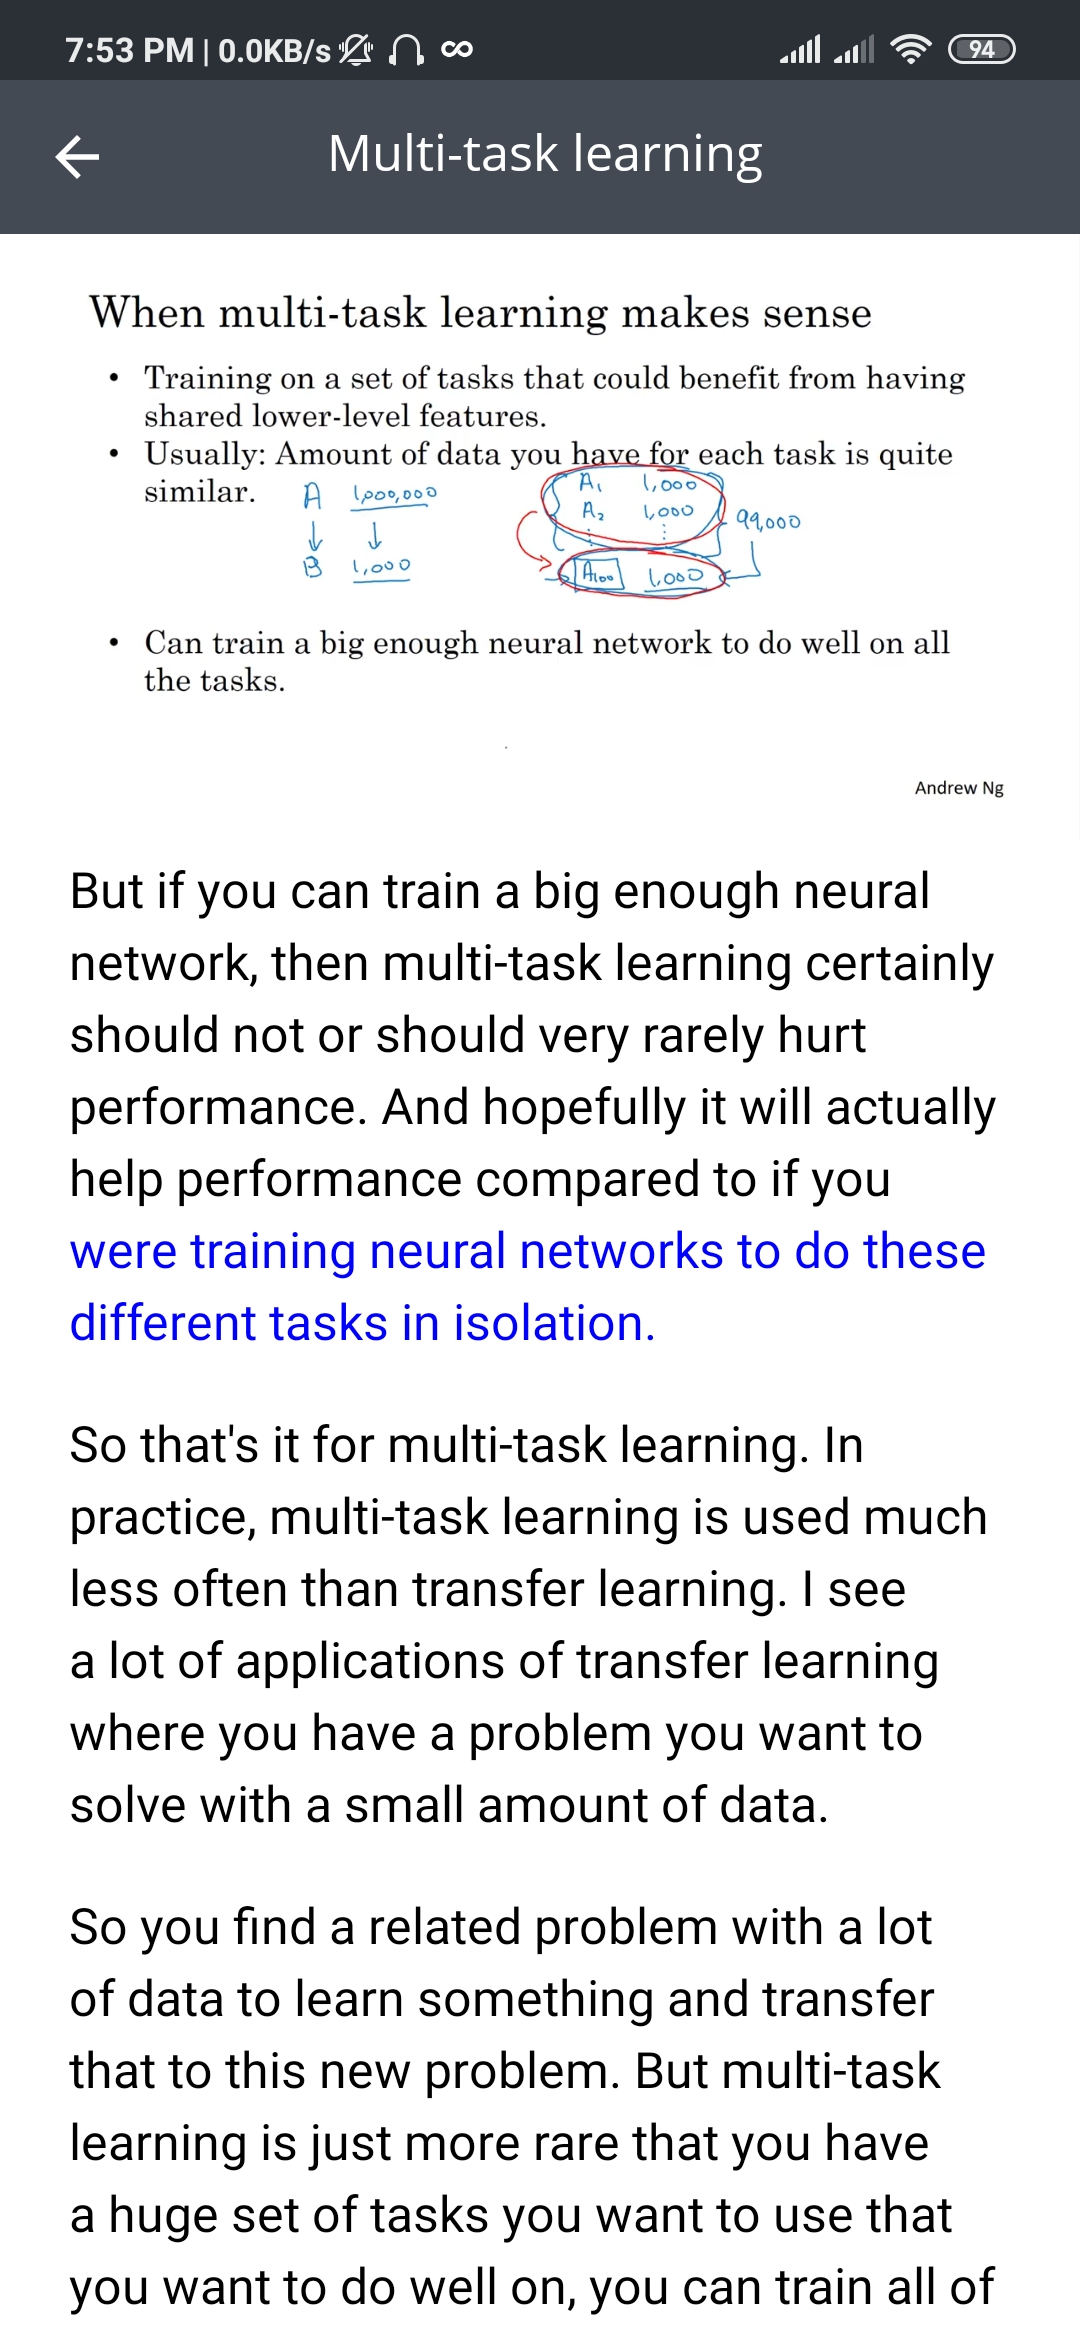 7:53 PM | 0.0KB/s
94
Multi-task learning
When multi-task learning makes sense
• Training on a set of tasks that could benefit from having
shared lower-level features.
• Usually: Amount of data you have for each task is quite
similar.
A 1,000,000
B 1,000
A₁ 1,000
A₂ 1,000
⋮ ⋮
99,000
A₁₀₀ 1,000
• Can train a big enough neural network to do well on all
the tasks.
Andrew Ng
But if you can train a big enough neural
network, then multi-task learning certainly
should not or should very rarely hurt
performance. And hopefully it will actually
help performance compared to if you
were training neural networks to do these
different tasks in isolation.
So that's it for multi-task learning. In
practice, multi-task learning is used much
less often than transfer learning. I see
a lot of applications of transfer learning
where you have a problem you want to
solve with a small amount of data.
So you find a related problem with a lot
of data to learn something and transfer
that to this new problem. But multi-task
learning is just more rare that you have
a huge set of tasks you want to use that
you want to do well on, you can train all of